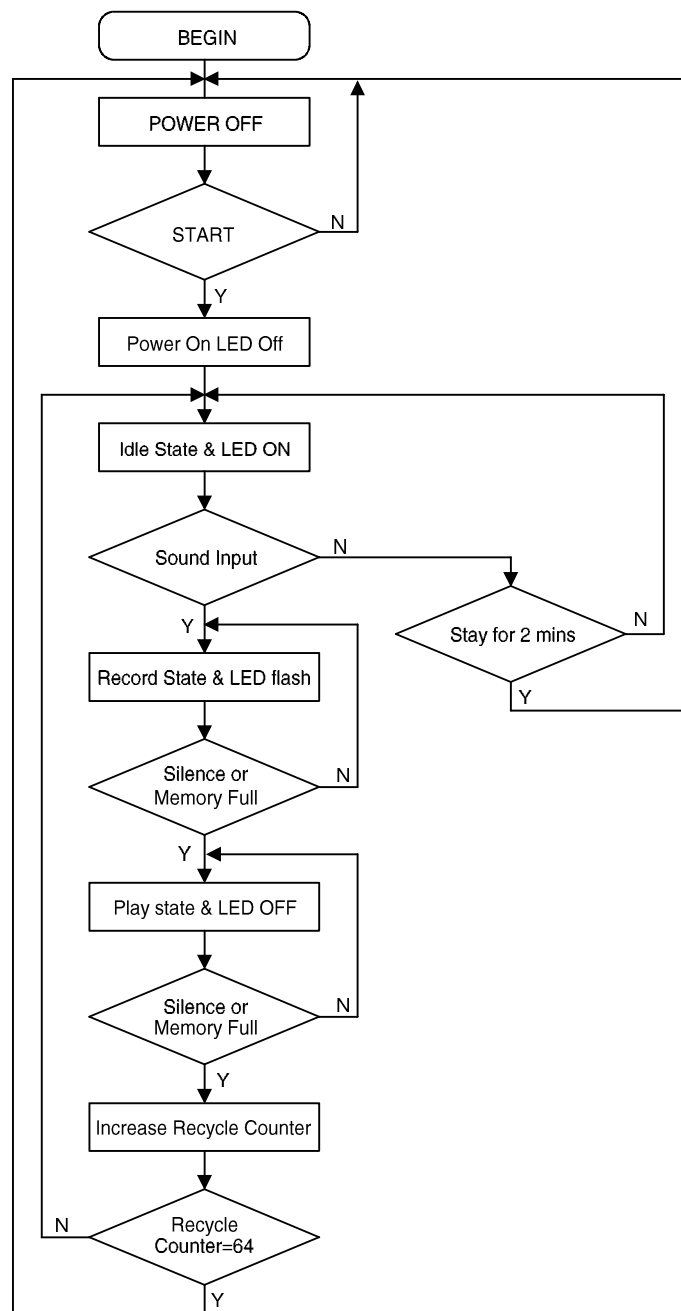 BEGIN
POWER OFF
START
N
Y
Power On LED Off
Idle State & LED ON
Sound Input
N
Y
Stay for 2 mins
N
Y
Record State & LED flash
Silence or
Memory Full
N
Y
Play state & LED OFF
Silence or
Memory Full
N
Y
Increase Recycle Counter
Recycle
Counter=64
N
Y